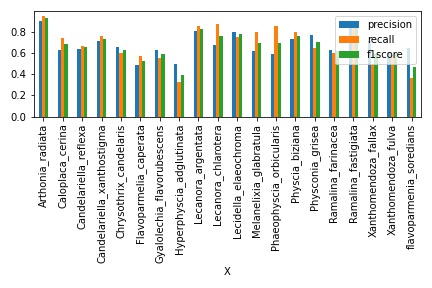 precision
recall
f1score
0.8
0.6
0.4
0.2
0.0
Arthonia_radiata
Caloplaca_cerina
Candelariella_reflexa
Candelariella_xanthostigma
Chrysothrix_candelaris
Flavoparmelia_caperata
Gyalolechia_flavorubescens
Hyperphyscia_adglutinata
Lecanora_argentata
Lecanora_chlarotera
Lecidella_elaeochroma
Melanelixia_glabratula
Phaeophyscia_orbicularis
Physcia_biziana
Physconia_grisea
Ramalina_farinacea
Ramalina_fastigiata
Xanthomendoza_fallax
Xanthomendoza_fulva
flavoparmenia_soredians
X